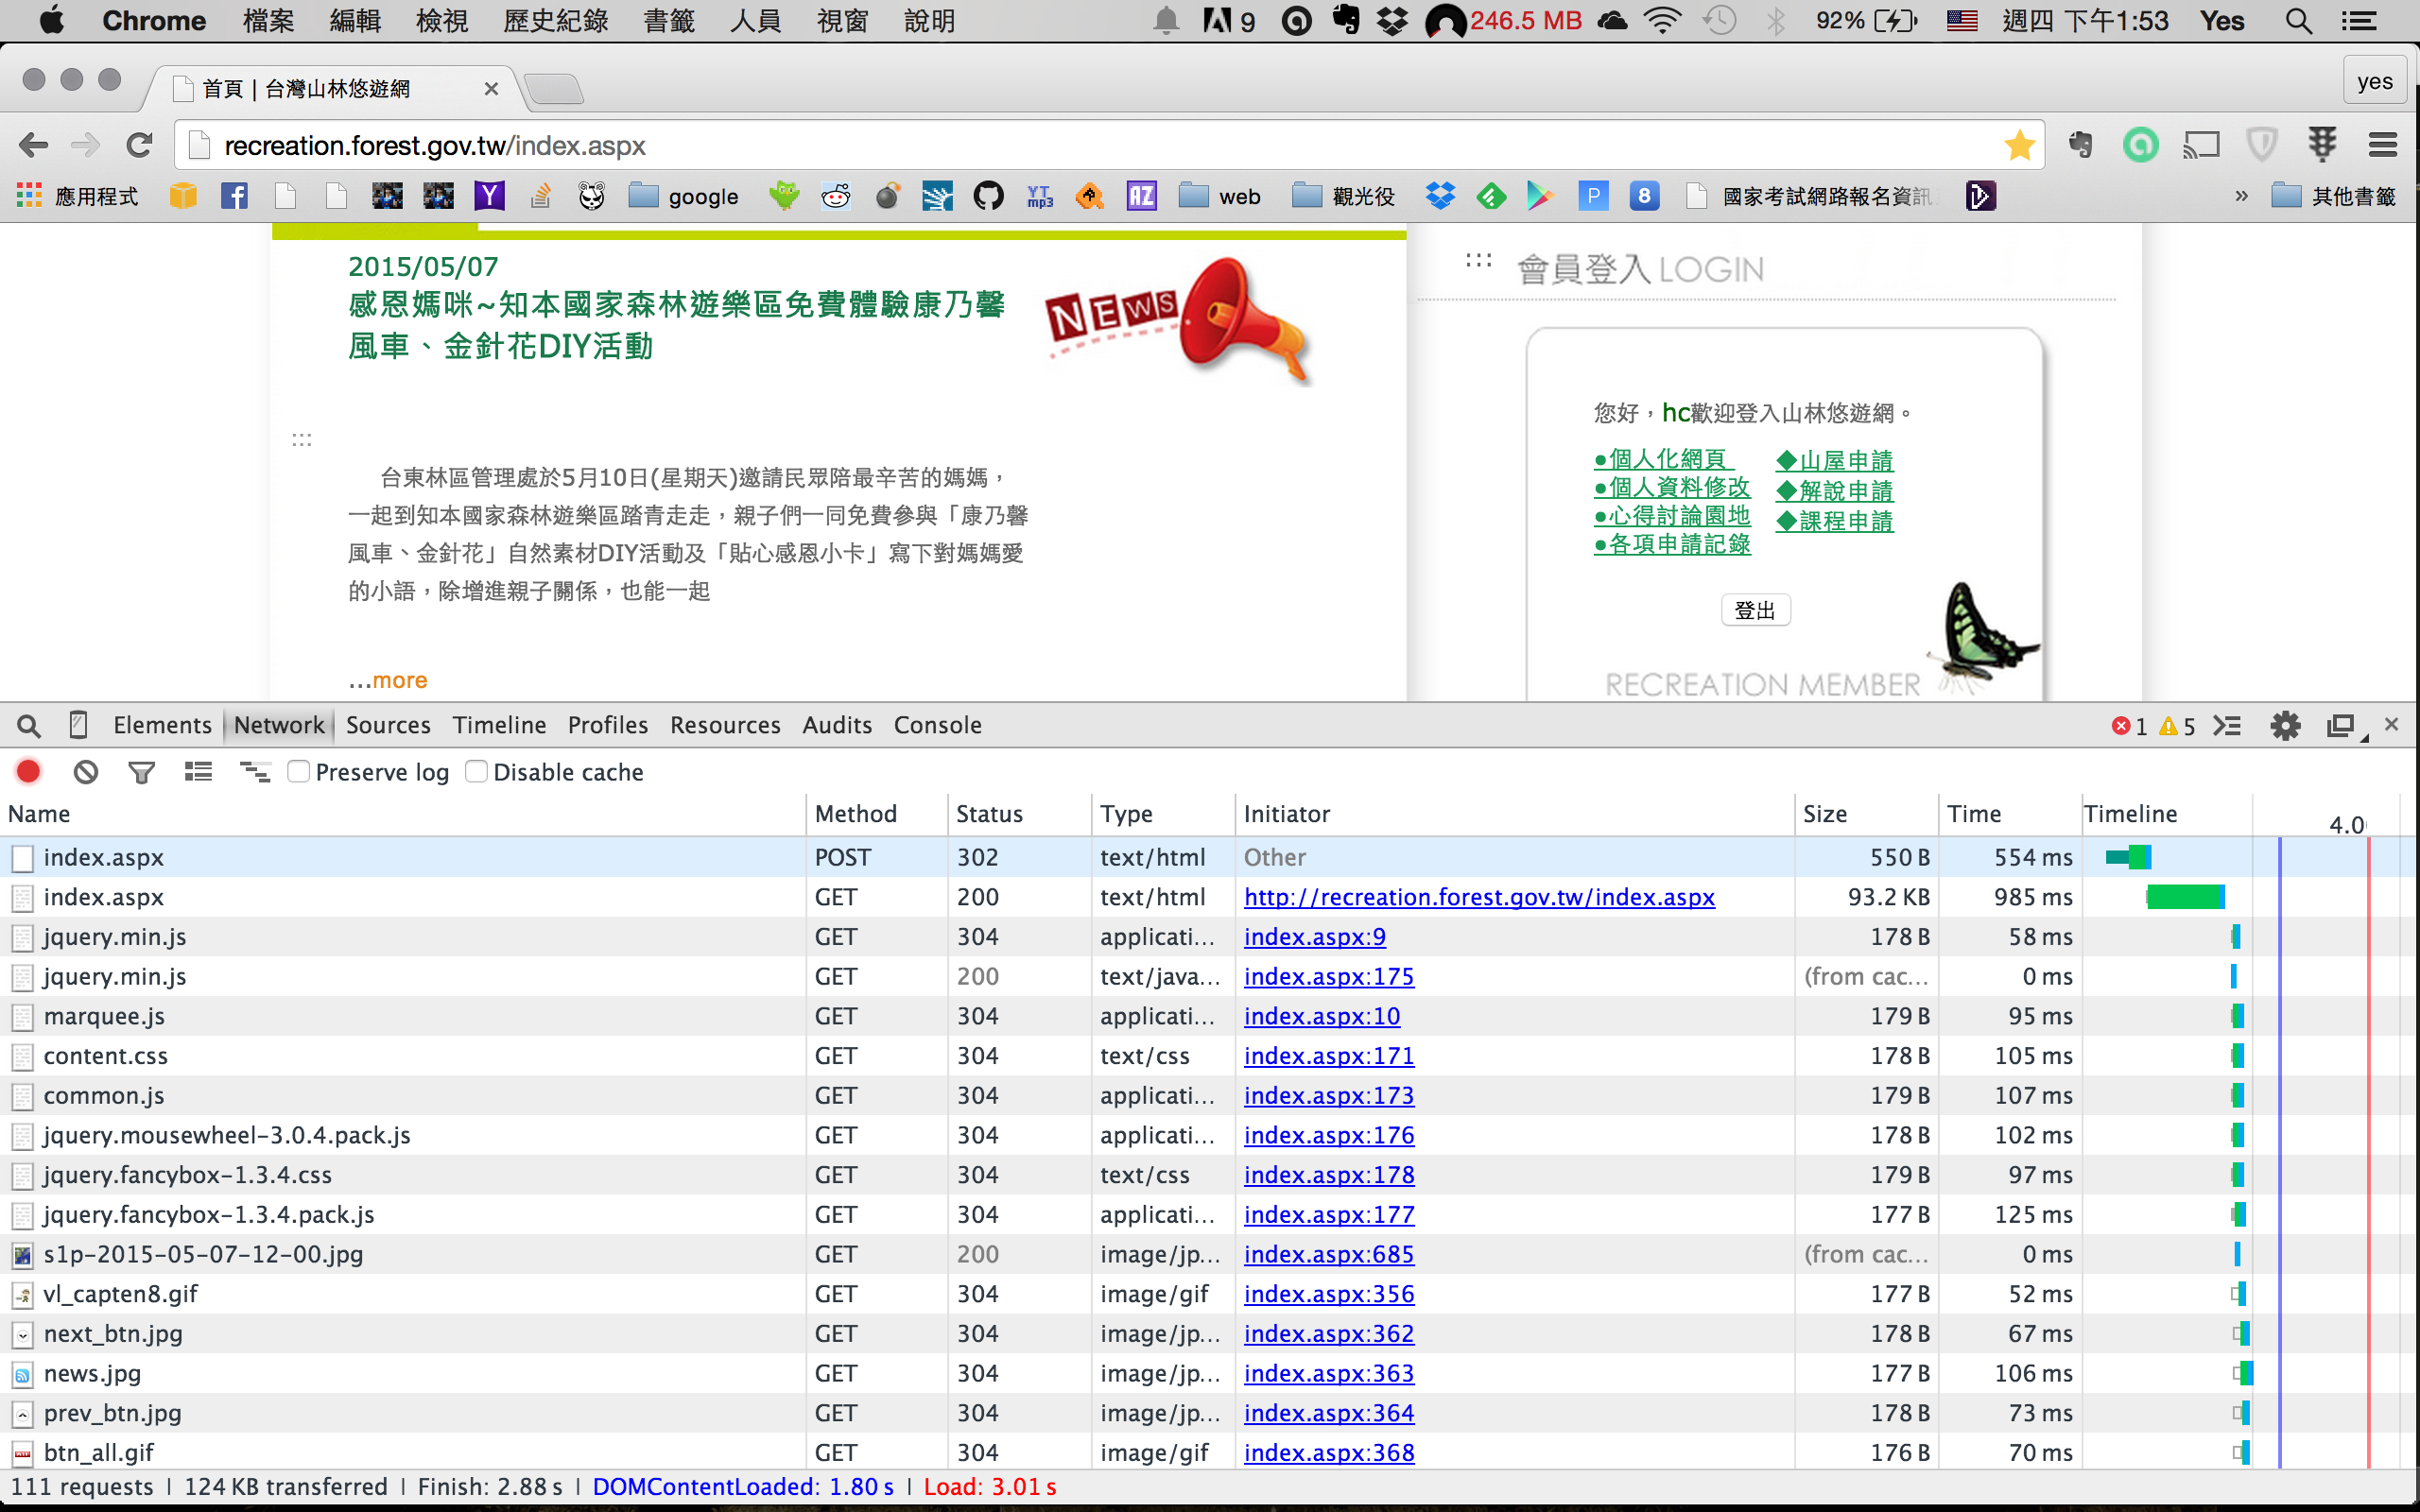 Chrome 檔案 編輯 檢視 歷史紀錄 書籤 人員 視窗 說明 9 246.5 MB 92% 週四 下午1:53 Yes
首頁 | 台灣山林悠遊網 yes
recreation.forest.gov.tw/index.aspx
應用程式 google YT mp3 AZ web 觀光役 P 8 國家考試網路報名資訊 » 其他書籤
2015/05/07
感恩媽咪~知本國家森林遊樂區免費體驗康乃馨
風車、金針花DIY活動
NEWS
台東林區管理處於5月10日(星期天)邀請民眾陪最辛苦的媽媽，
一起到知本國家森林遊樂區踏青走走，親子們一同免費參與「康乃馨
風車、金針花」自然素材DIY活動及「貼心感恩小卡」寫下對媽媽愛
的小語，除增進親子關係，也能一起
...more
會員登入 LOGIN
您好，hc歡迎登入山林悠遊網。
●個人化網頁 ◆山屋申請
●個人資料修改 ◆解說申請
●心得討論園地 ◆課程申請
●各項申請記錄
登出
RECREATION MEMBER
Elements Network Sources Timeline Profiles Resources Audits Console 1 5
Preserve log Disable cache
Name Method Status Type Initiator Size Time Timeline 4.0
index.aspx POST 302 text/html Other 550 B 554 ms
index.aspx GET 200 text/html http://recreation.forest.gov.tw/index.aspx 93.2 KB 985 ms
jquery.min.js GET 304 applicati... index.aspx:9 178 B 58 ms
jquery.min.js GET 200 text/java... index.aspx:175 (from cac... 0 ms
marquee.js GET 304 applicati... index.aspx:10 179 B 95 ms
content.css GET 304 text/css index.aspx:171 178 B 105 ms
common.js GET 304 applicati... index.aspx:173 179 B 107 ms
jquery.mousewheel-3.0.4.pack.js GET 304 applicati... index.aspx:176 178 B 102 ms
jquery.fancybox-1.3.4.css GET 304 text/css index.aspx:178 179 B 97 ms
jquery.fancybox-1.3.4.pack.js GET 304 applicati... index.aspx:177 177 B 125 ms
s1p-2015-05-07-12-00.jpg GET 200 image/jp... index.aspx:685 (from cac... 0 ms
vl_capten8.gif GET 304 image/gif index.aspx:356 177 B 52 ms
next_btn.jpg GET 304 image/jp... index.aspx:362 178 B 67 ms
news.jpg GET 304 image/jp... index.aspx:363 177 B 106 ms
prev_btn.jpg GET 304 image/jp... index.aspx:364 178 B 73 ms
btn_all.gif GET 304 image/gif index.aspx:368 176 B 70 ms
111 requests | 124 KB transferred | Finish: 2.88 s | DOMContentLoaded: 1.80 s | Load: 3.01 s